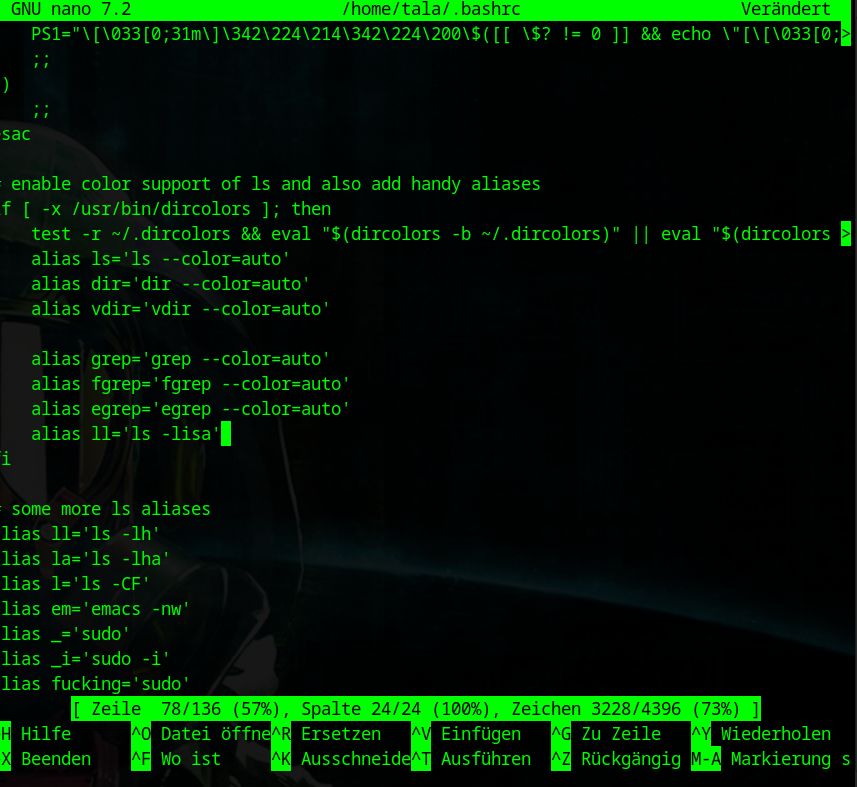 GNU nano 7.2 /home/tala/.bashrc Verändert
PS1="\[\033[0;31m\]\342\224\214\342\224\200\$([[ \$? != 0 ]] && echo \"[\[\033[0;>
;;
)
;;
sac
enable color support of ls and also add handy aliases
f [ -x /usr/bin/dircolors ]; then
test -r ~/.dircolors && eval "$(dircolors -b ~/.dircolors)" || eval "$(dircolors >
alias ls='ls --color=auto'
alias dir='dir --color=auto'
alias vdir='vdir --color=auto'
alias grep='grep --color=auto'
alias fgrep='fgrep --color=auto'
alias egrep='egrep --color=auto'
alias ll='ls -lisa'
i
some more ls aliases
lias ll='ls -lh'
lias la='ls -lha'
lias l='ls -CF'
lias em='emacs -nw'
lias _='sudo'
lias _i='sudo -i'
lias fucking='sudo'
[ Zeile 78/136 (57%), Spalte 24/24 (100%), Zeichen 3228/4396 (73%) ]
H Hilfe ^O Datei öffne^R Ersetzen ^V Einfügen ^G Zu Zeile ^Y Wiederholen
X Beenden ^F Wo ist ^K Ausschneide^T Ausführen ^Z Rückgängig M-A Markierung s